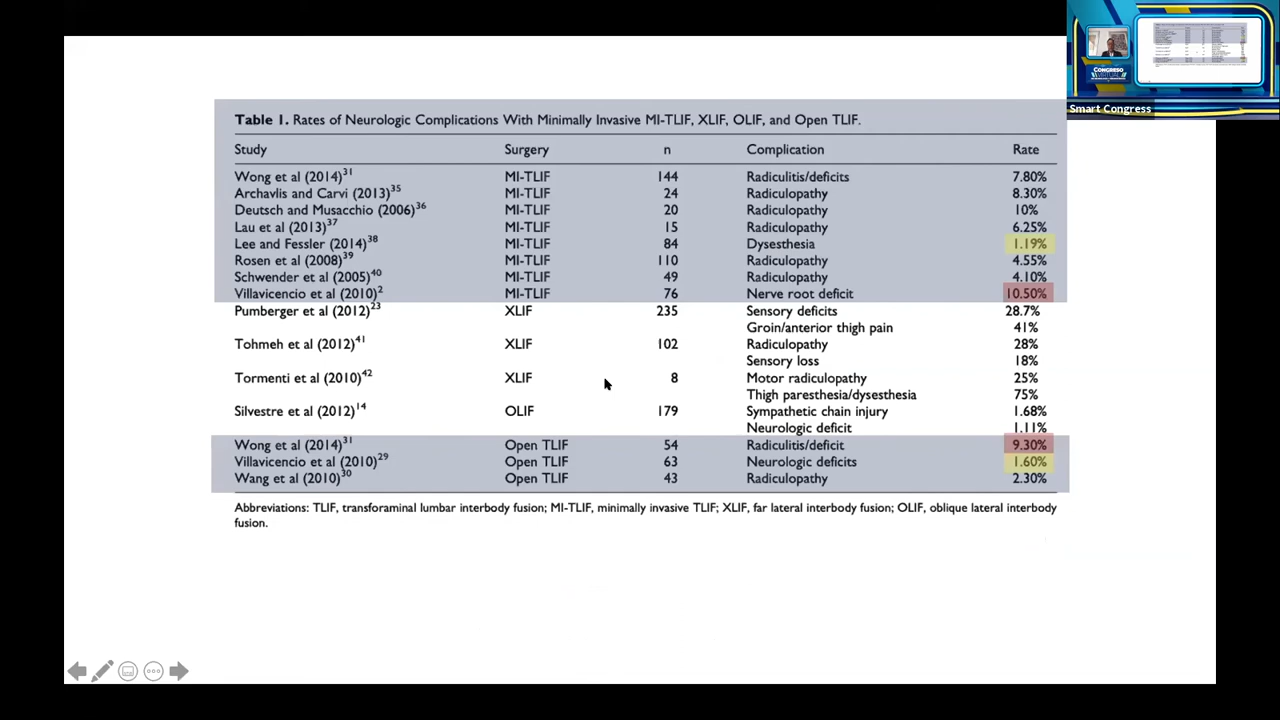 Table 1. Rates of Neurologic Complications With Minimally Invasive MI-TLIF, XLIF, OLIF, and Open TLIF.
Study Surgery n Complication Rate
Wong et al (2014)31 MI-TLIF 144 Radiculitis/deficits 7.80%
Archavlis and Carvi (2013)35 MI-TLIF 24 Radiculopathy 8.30%
Deutsch and Musacchio (2006)36 MI-TLIF 20 Radiculopathy 10%
Lau et al (2013)37 MI-TLIF 15 Radiculopathy 6.25%
Lee and Fessler (2014)38 MI-TLIF 84 Dysesthesia 1.19%
Rosen et al (2008)39 MI-TLIF 110 Radiculopathy 4.55%
Schwender et al (2005)40 MI-TLIF 49 Radiculopathy 4.10%
Villavicencio et al (2010)2 MI-TLIF 76 Nerve root deficit 10.50%
Pumberger et al (2012)23 XLIF 235 Sensory deficits 28.7%
Groin/anterior thigh pain 41%
Tohmeh et al (2012)41 XLIF 102 Radiculopathy 28%
Sensory loss 18%
Tormenti et al (2010)42 XLIF 8 Motor radiculopathy 25%
Thigh paresthesia/dysesthesia 75%
Silvestre et al (2012)14 OLIF 179 Sympathetic chain injury 1.68%
Neurologic deficit 1.11%
Wong et al (2014)31 Open TLIF 54 Radiculitis/deficit 9.30%
Villavicencio et al (2010)29 Open TLIF 63 Neurologic deficits 1.60%
Wang et al (2010)30 Open TLIF 43 Radiculopathy 2.30%
Abbreviations: TLIF, transforaminal lumbar interbody fusion; MI-TLIF, minimally invasive TLIF; XLIF, far lateral interbody fusion; OLIF, oblique lateral interbody
fusion.
CONGRESO
VIRTUAL
Smart Congress